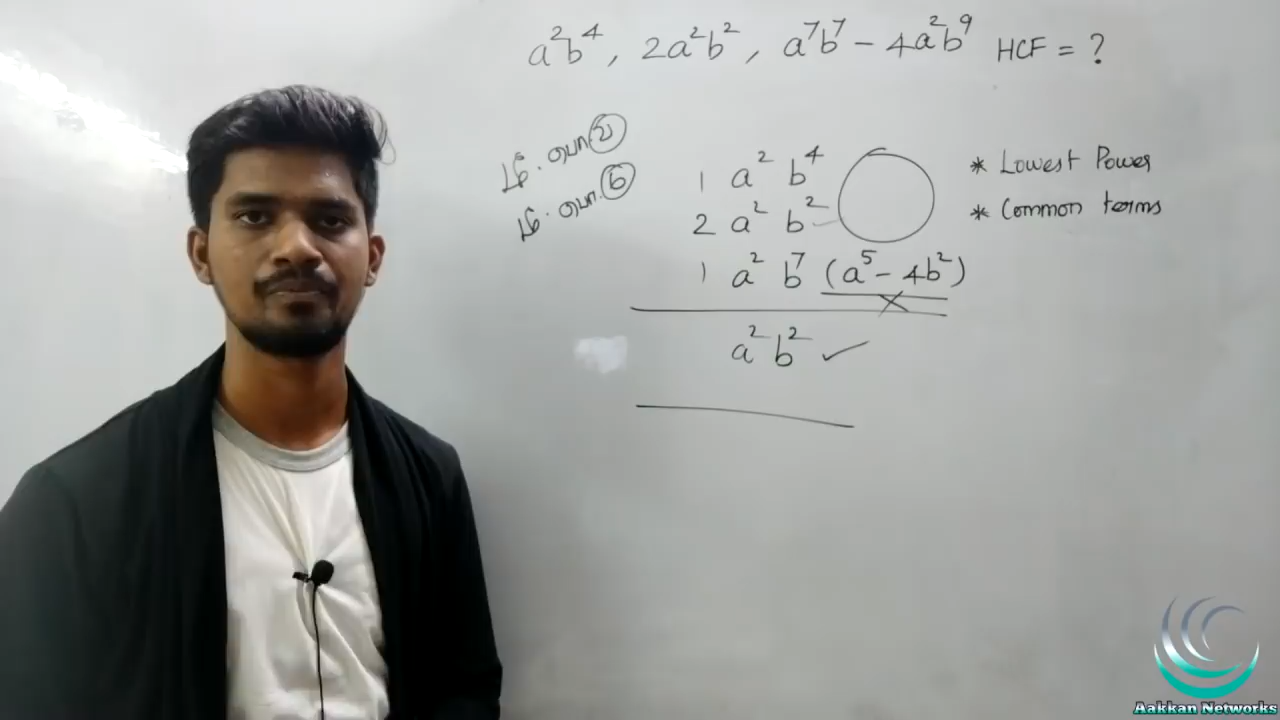 a²b⁴, 2a²b², a⁷b⁷ - 4a²b⁹ HCF = ?
மீ. பொ. வ
மீ. பொ. ம
1 a² b⁴
2 a² b²
1 a² b⁷ (a⁵ - 4b²)
a² b² ✓
* Lowest Power
* Common terms
Aakkan Networks